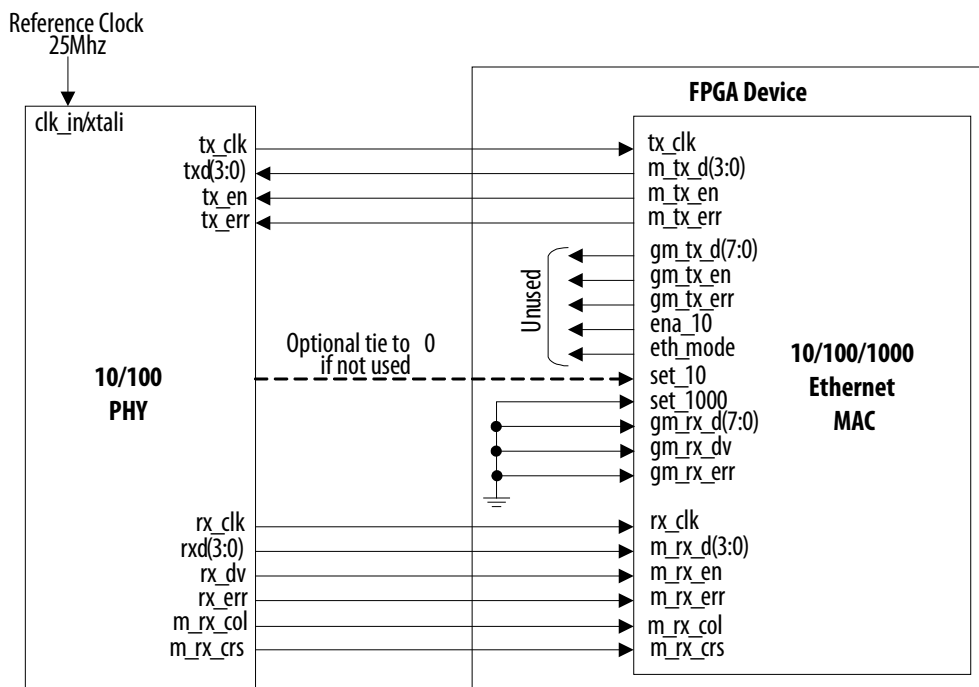 Reference Clock
25Mhz
clk_in/xtali
FPGA Device
tx_clk
txd(3:0)
tx_en
tx_err
tx_clk
m_tx_d(3:0)
m_tx_en
m_tx_err
Unused
gm_tx_d(7:0)
gm_tx_en
gm_tx_err
ena_10
eth_mode
Optional tie to 0
if not used
set_10
set_1000
gm_rx_d(7:0)
gm_rx_dv
gm_rx_err
10/100
PHY
10/100/1000
Ethernet
MAC
rx_clk
rxd(3:0)
rx_dv
rx_err
m_rx_col
m_rx_crs
rx_clk
m_rx_d(3:0)
m_rx_en
m_rx_err
m_rx_col
m_rx_crs